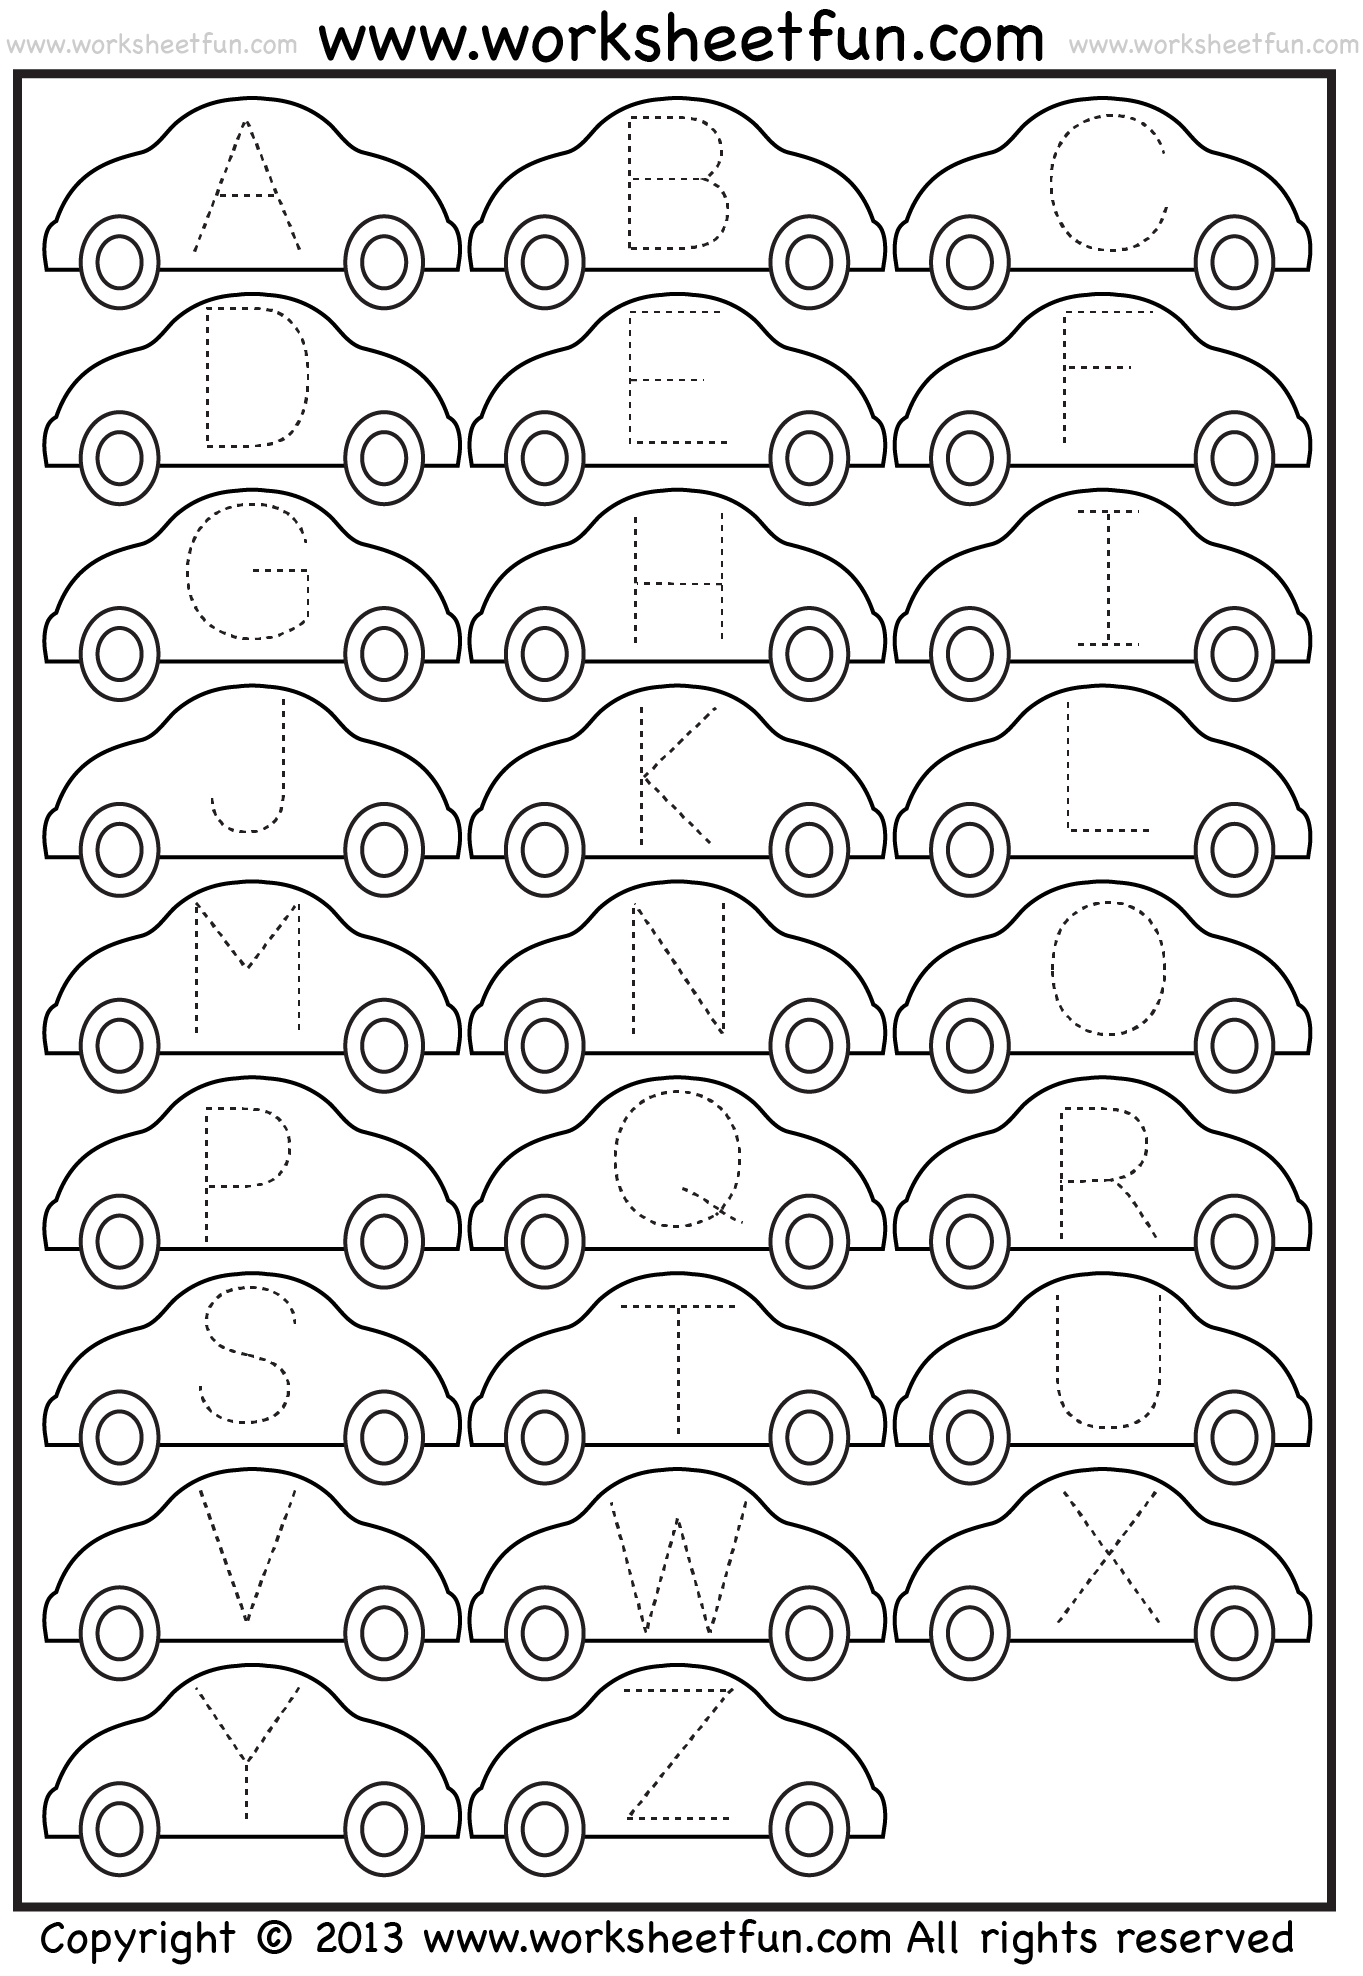 www.worksheetfun.com www.worksheetfun.com www.worksheetfun.com
A B C
D E F
G H I
J K L
M N O
P Q R
S T U
V W X
Y Z
Copyright © 2013 www.worksheetfun.com All rights reserved